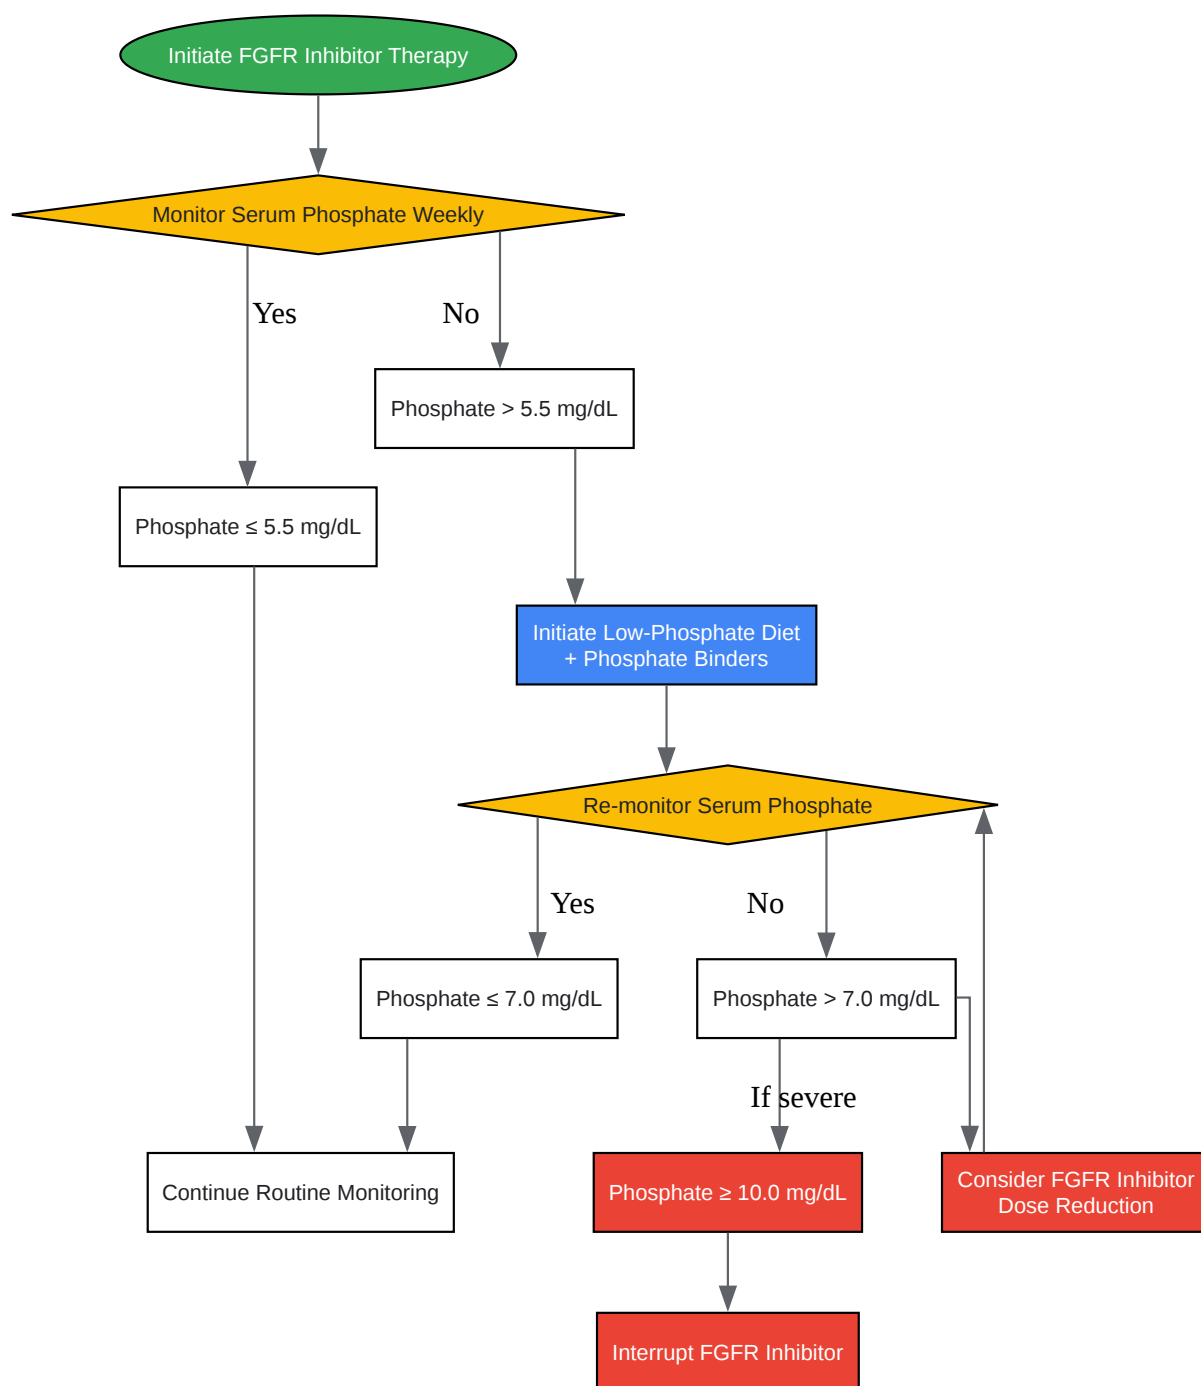 Initiate FGFR Inhibitor Therapy
Monitor Serum Phosphate Weekly
Yes
No
Phosphate > 5.5 mg/dL
Phosphate ≤ 5.5 mg/dL
Initiate Low-Phosphate Diet
+ Phosphate Binders
Re-monitor Serum Phosphate
Yes
No
Phosphate ≤ 7.0 mg/dL
Phosphate > 7.0 mg/dL
If severe
Continue Routine Monitoring
Phosphate ≥ 10.0 mg/dL
Consider FGFR Inhibitor
Dose Reduction
Interrupt FGFR Inhibitor